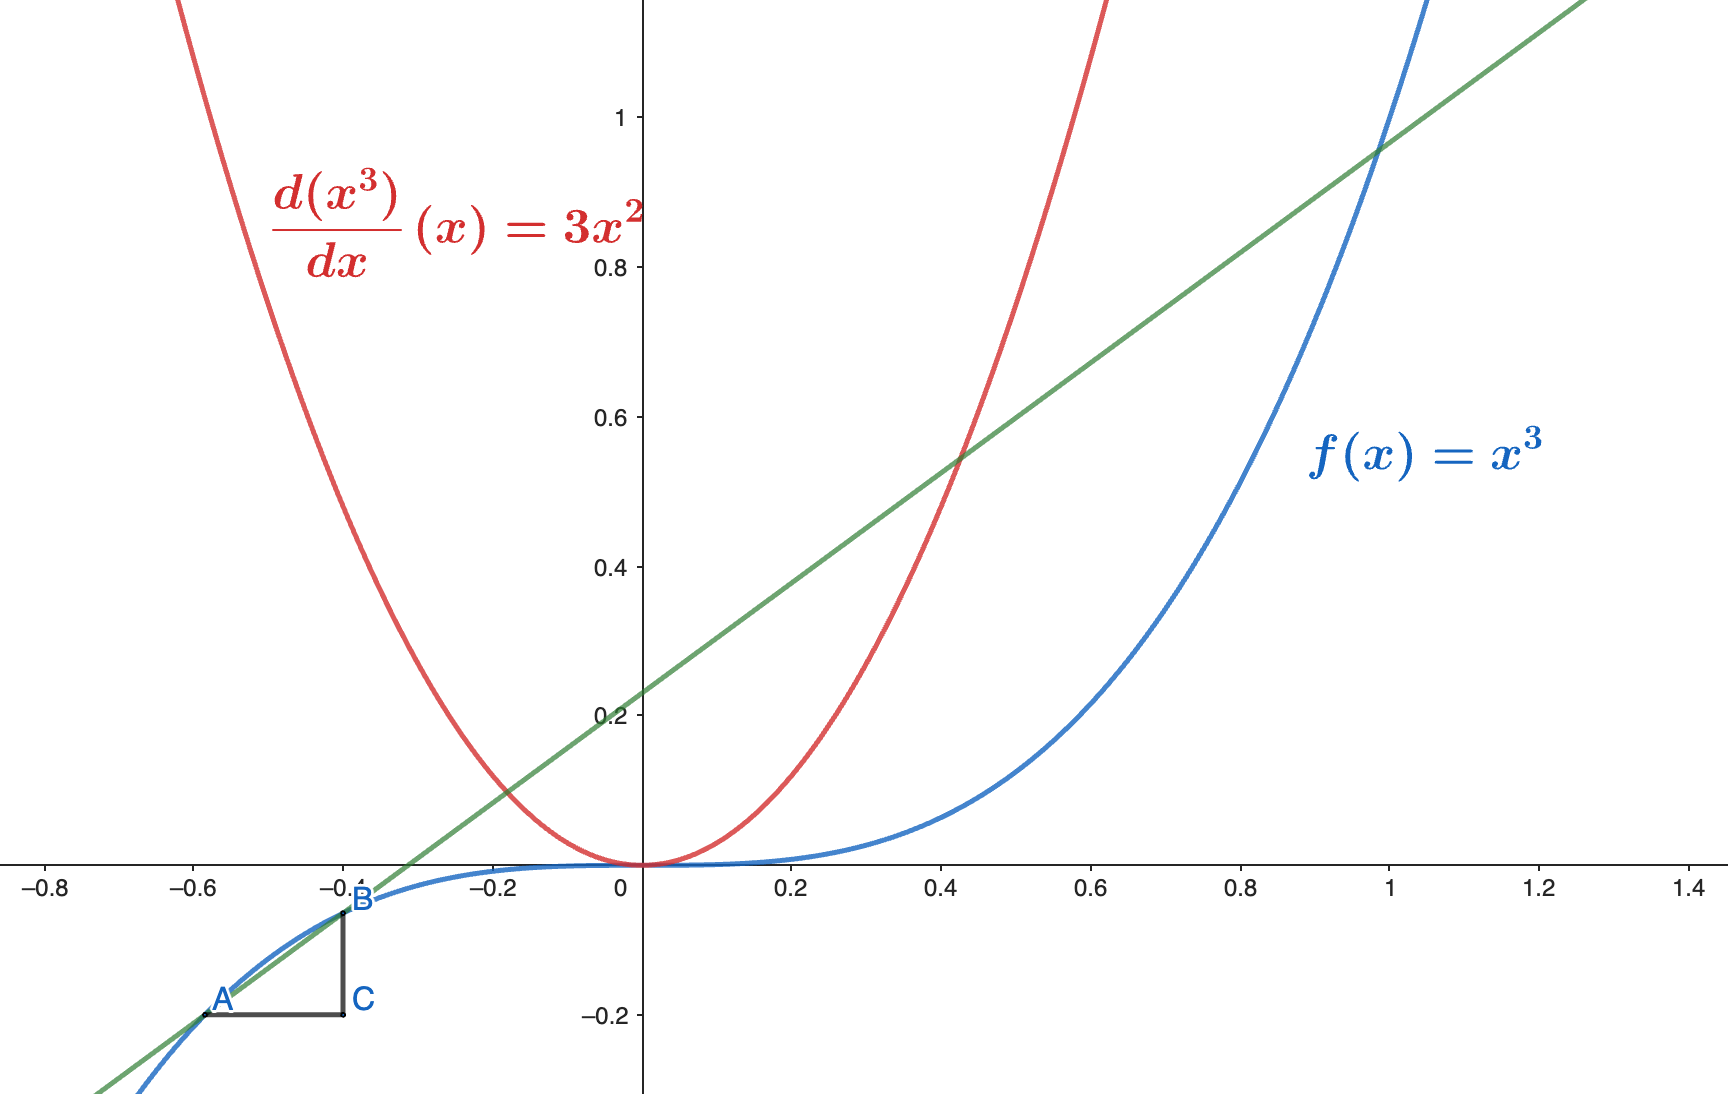 1
d(x³)
dx
(x) = 3x²
0.8
0.6
f(x) = x³
0.4
0.2
–0.8 –0.6 –0.4 –0.2 0 0.2 0.4 0.6 0.8 1 1.2 1.4
B
A C
–0.2